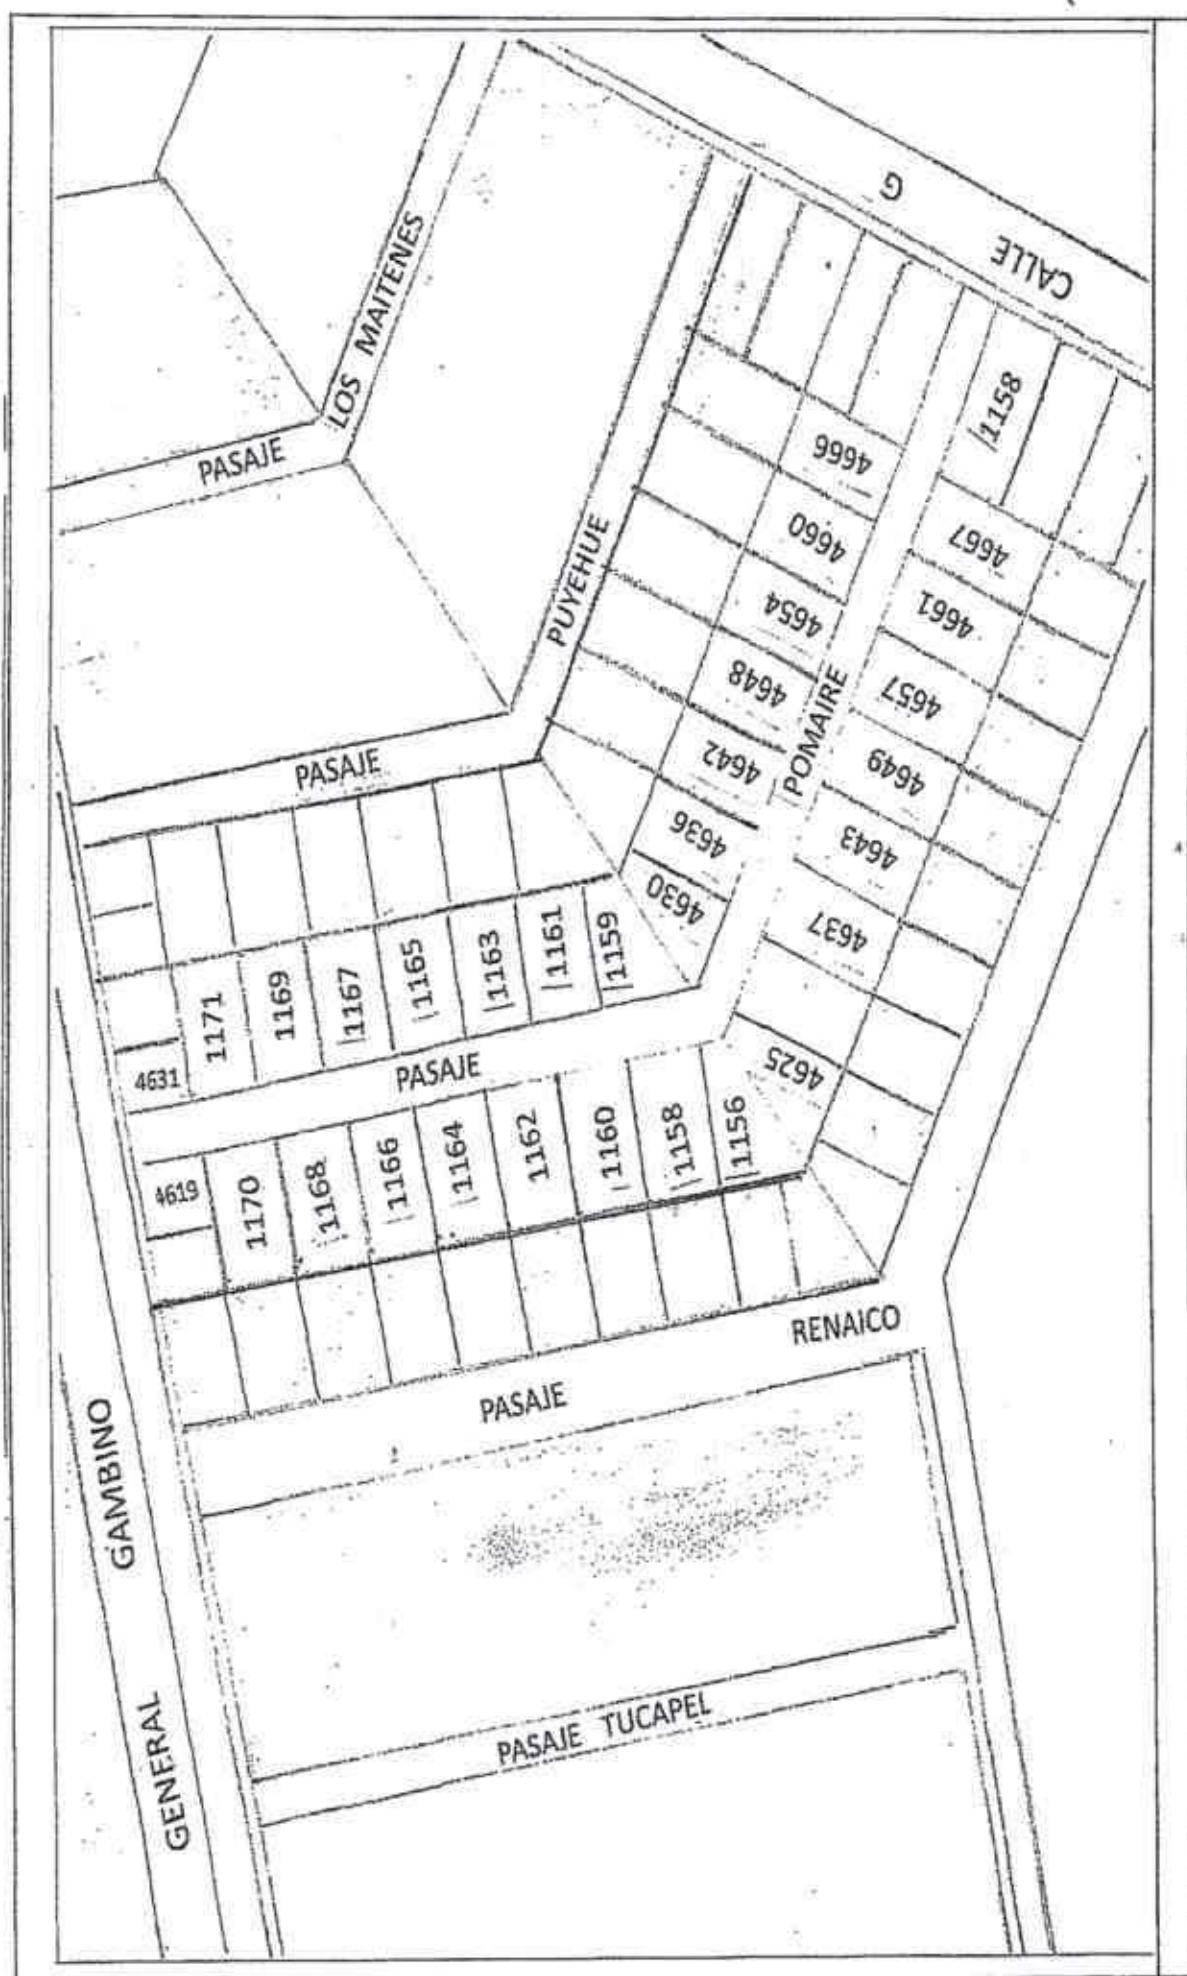 G
CALLE
LOS MAITENES
PASAJE
1158
4666
4660
4667
4654
4661
PUYEHUE
4648
4657
POMAIRE
4642
4649
PASAJE
4636
4643
4630
4637
1159
1161
1163
1165
1167
1169
1171
4631
PASAJE
4625
1156
1158
1160
1162
1164
1166
1168
1170
4619
RENAICO
PASAJE
GENERAL GAMBINO
PASAJE TUCAPEL